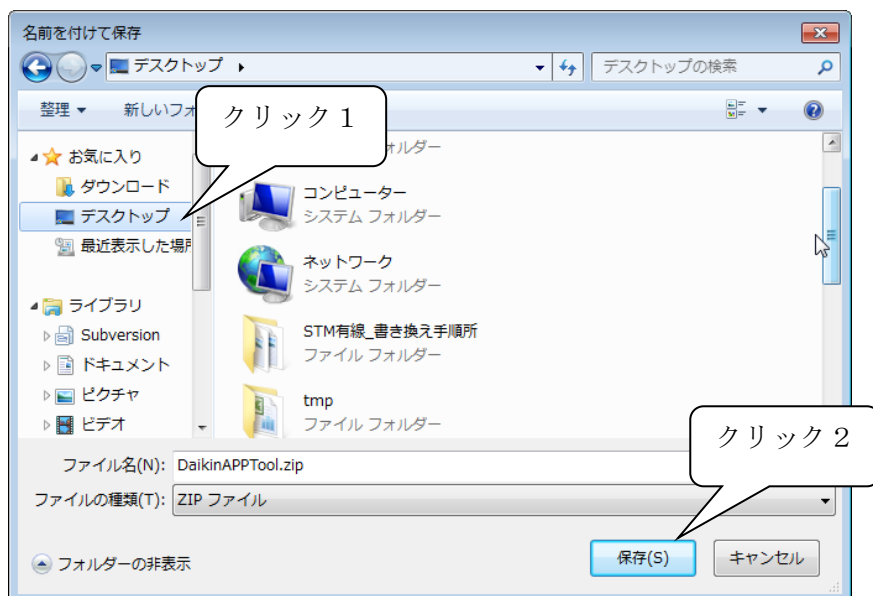 名前を付けて保存
デスクトップ
デスクトップの検索
整理
新しいフォ
クリック１
お気に入り
ダウンロード
デスクトップ
最近表示した場所
ライブラリ
Subversion
ドキュメント
ピクチャ
ビデオ
ォルダー
コンピューター
システム フォルダー
ネットワーク
システム フォルダー
STM有線_書き換え手順所
ファイル フォルダー
tmp
ファイル フォルダー
クリック２
ファイル名(N): DaikinAPPTool.zip
ファイルの種類(T): ZIP ファイル
フォルダーの非表示
保存(S)
キャンセル